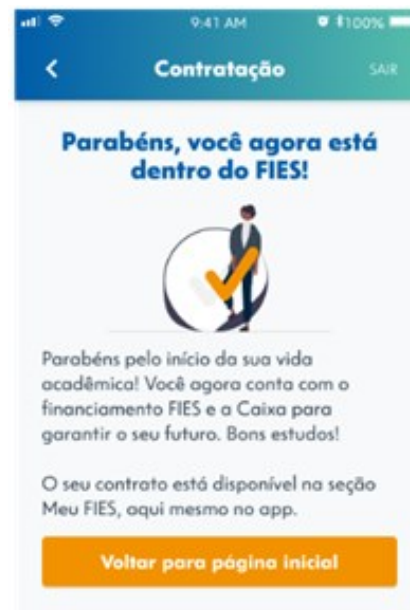 9:41 AM
100%
Contratação
SAIR
Parabéns, você agora está
dentro do FIES!
Parabéns pelo início da sua vida
acadêmica! Você agora conta com o
financiamento FIES e a Caixa para
garantir o seu futuro. Bons estudos!
O seu contrato está disponível na seção
Meu FIES, aqui mesmo no app.
Voltar para página inicial